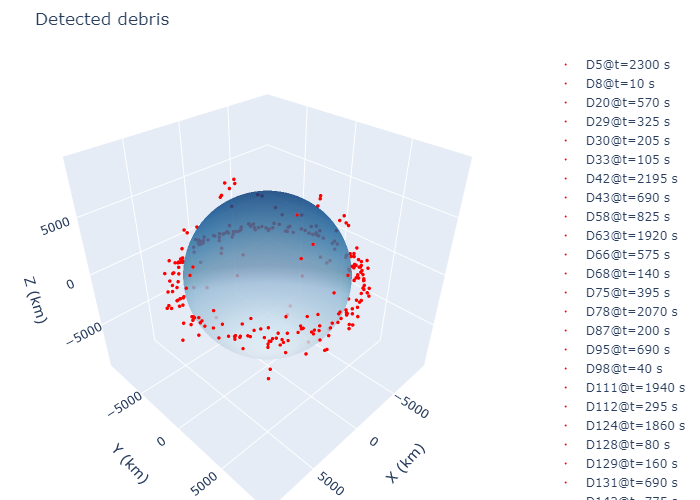 Detected debris
D5@t=2300 s
D8@t=10 s
D20@t=570 s
D29@t=325 s
D30@t=205 s
D33@t=105 s
D42@t=2195 s
D43@t=690 s
D58@t=825 s
D63@t=1920 s
D66@t=575 s
D68@t=140 s
D75@t=395 s
D78@t=2070 s
D87@t=200 s
D95@t=690 s
D98@t=40 s
D111@t=1940 s
D112@t=295 s
D124@t=1860 s
D128@t=80 s
D129@t=160 s
D131@t=690 s
5000
0
−5000
Z (km)
−5000
0
5000
Y (km)
−5000
0
5000
X (km)